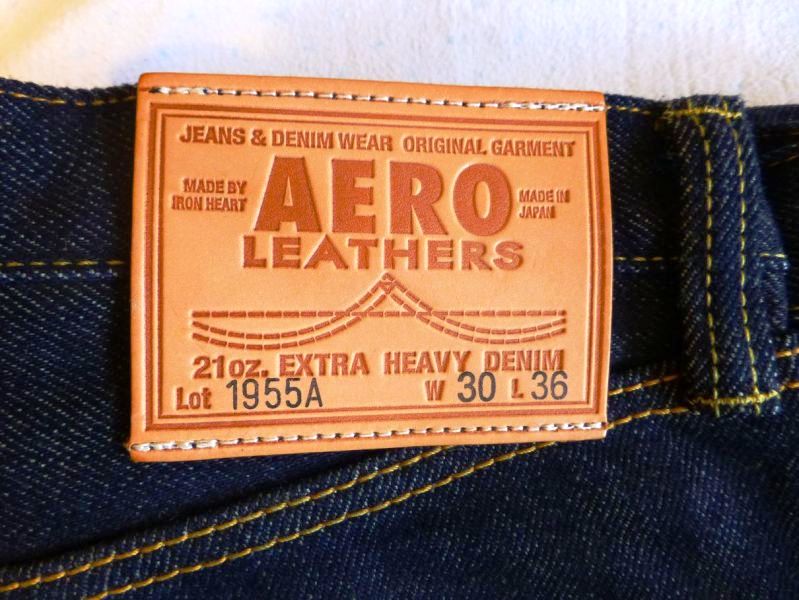 JEANS & DENIM WEAR ORIGINAL GARMENT
MADE BY
IRON HEART
AERO
MADE IN
JAPAN
LEATHERS
21oz. EXTRA HEAVY DENIM
Lot 1955A W 30 L 36